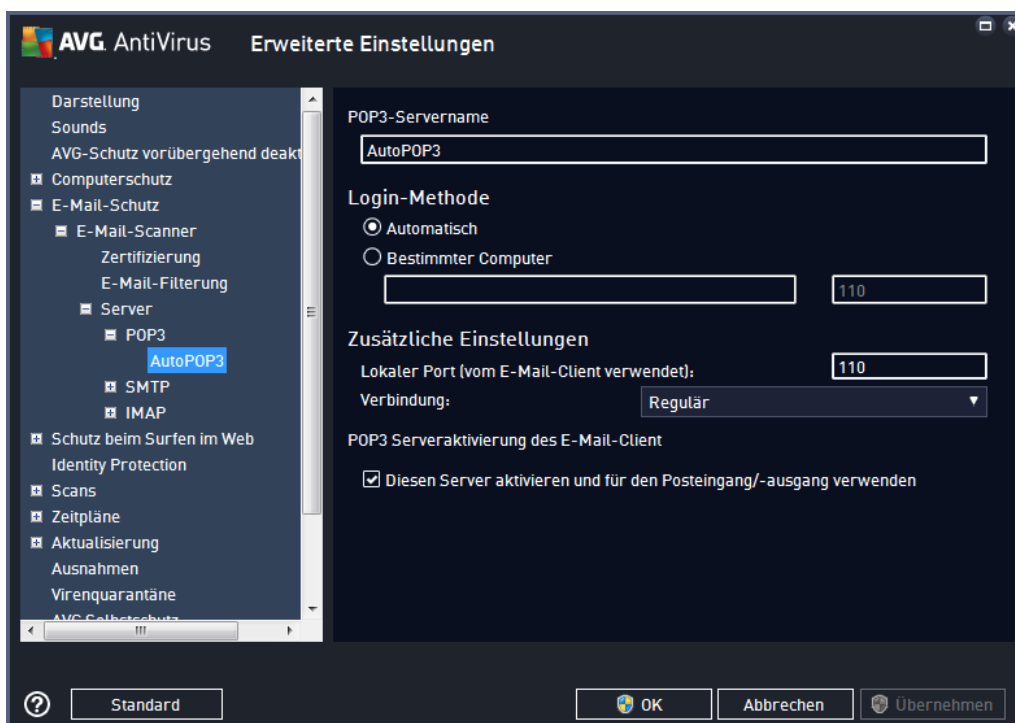 AVG. AntiVirus Erweiterte Einstellungen
Darstellung
Sounds
AVG-Schutz vorübergehend deakt
Computerschutz
E-Mail-Schutz
E-Mail-Scanner
Zertifizierung
E-Mail-Filterung
Server
POP3
AutoPOP3
SMTP
IMAP
Schutz beim Surfen im Web
Identity Protection
Scans
Zeitpläne
Aktualisierung
Ausnahmen
Virenquarantäne
AVG Selbstschutz
POP3-Servername
AutoPOP3
Login-Methode
Automatisch
Bestimmter Computer
110
Zusätzliche Einstellungen
Lokaler Port (vom E-Mail-Client verwendet): 110
Verbindung: Regulär
POP3 Serveraktivierung des E-Mail-Client
Diesen Server aktivieren und für den Posteingang/-ausgang verwenden
Standard
OK
Abbrechen
Übernehmen